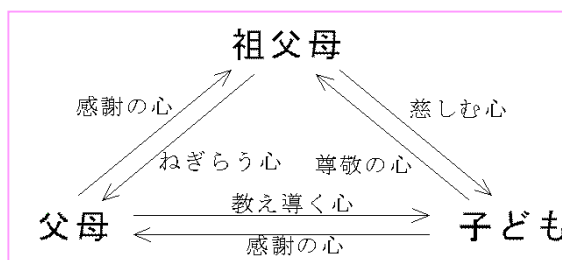 祖父母
感謝の心
慈しむ心
ねぎらう心
尊敬の心
教え導く心
父母
子ども
感謝の心